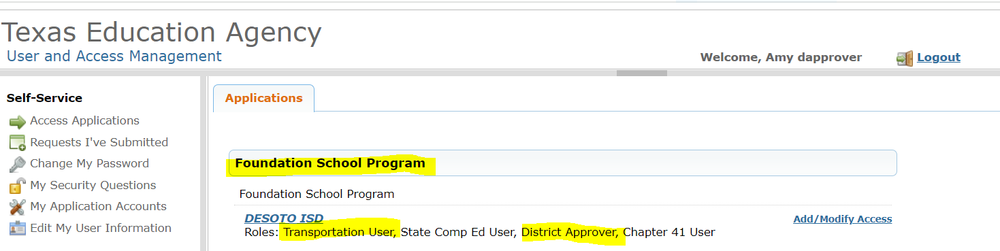 Texas Education Agency
User and Access Management
Welcome, Amy dapprover
Logout
Self-Service
Access Applications
Requests I've Submitted
Change My Password
My Security Questions
My Application Accounts
Edit My User Information
Applications
Foundation School Program
Foundation School Program
DESOTO ISD
Add/Modify Access
Roles: Transportation User, State Comp Ed User, District Approver, Chapter 41 User